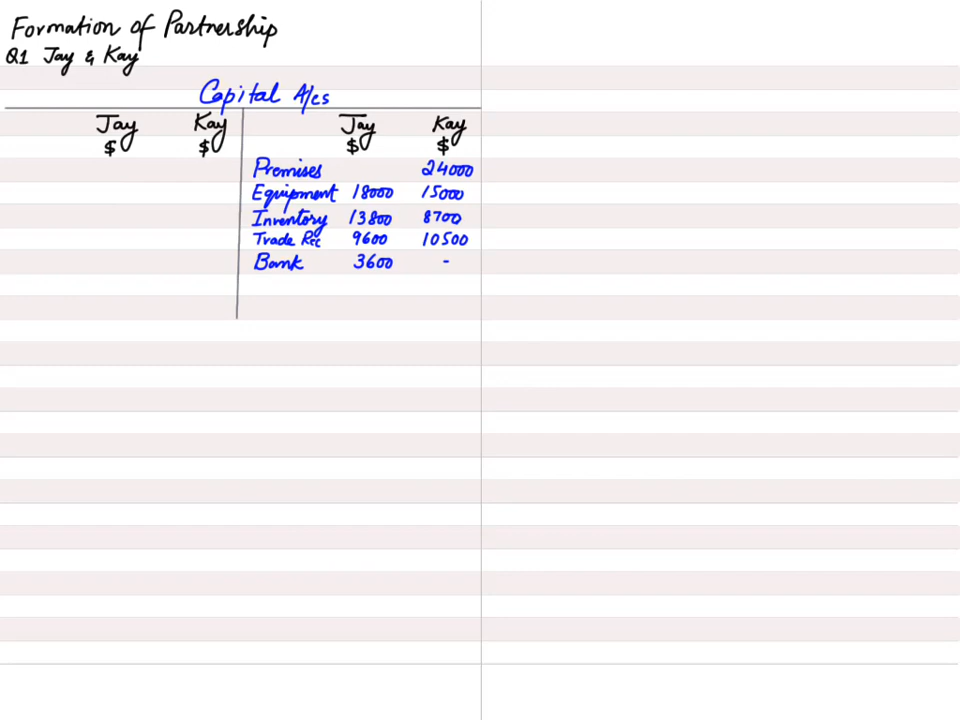 Formation of Partnership
Q1 Jay & Kay
Capital A/cs
Jay Kay Jay Kay
$ $ $ $
Premises 24000
Equipment 18000 15000
Inventory 13800 8700
Trade Rec 9600 10500
Bank 3600 -